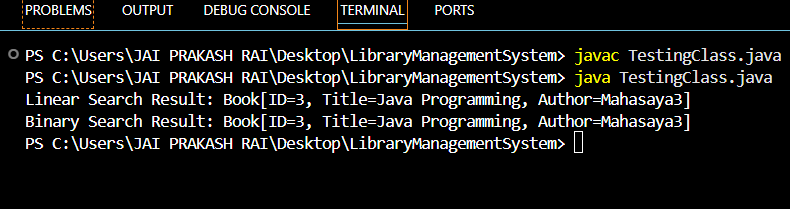 PROBLEMS OUTPUT DEBUG CONSOLE TERMINAL PORTS
PS C:\Users\JAI PRAKASH RAI\Desktop\LibraryManagementSystem> javac TestingClass.java
PS C:\Users\JAI PRAKASH RAI\Desktop\LibraryManagementSystem> java TestingClass.java
Linear Search Result: Book[ID=3, Title=Java Programming, Author=Mahasaya3]
Binary Search Result: Book[ID=3, Title=Java Programming, Author=Mahasaya3]
PS C:\Users\JAI PRAKASH RAI\Desktop\LibraryManagementSystem>